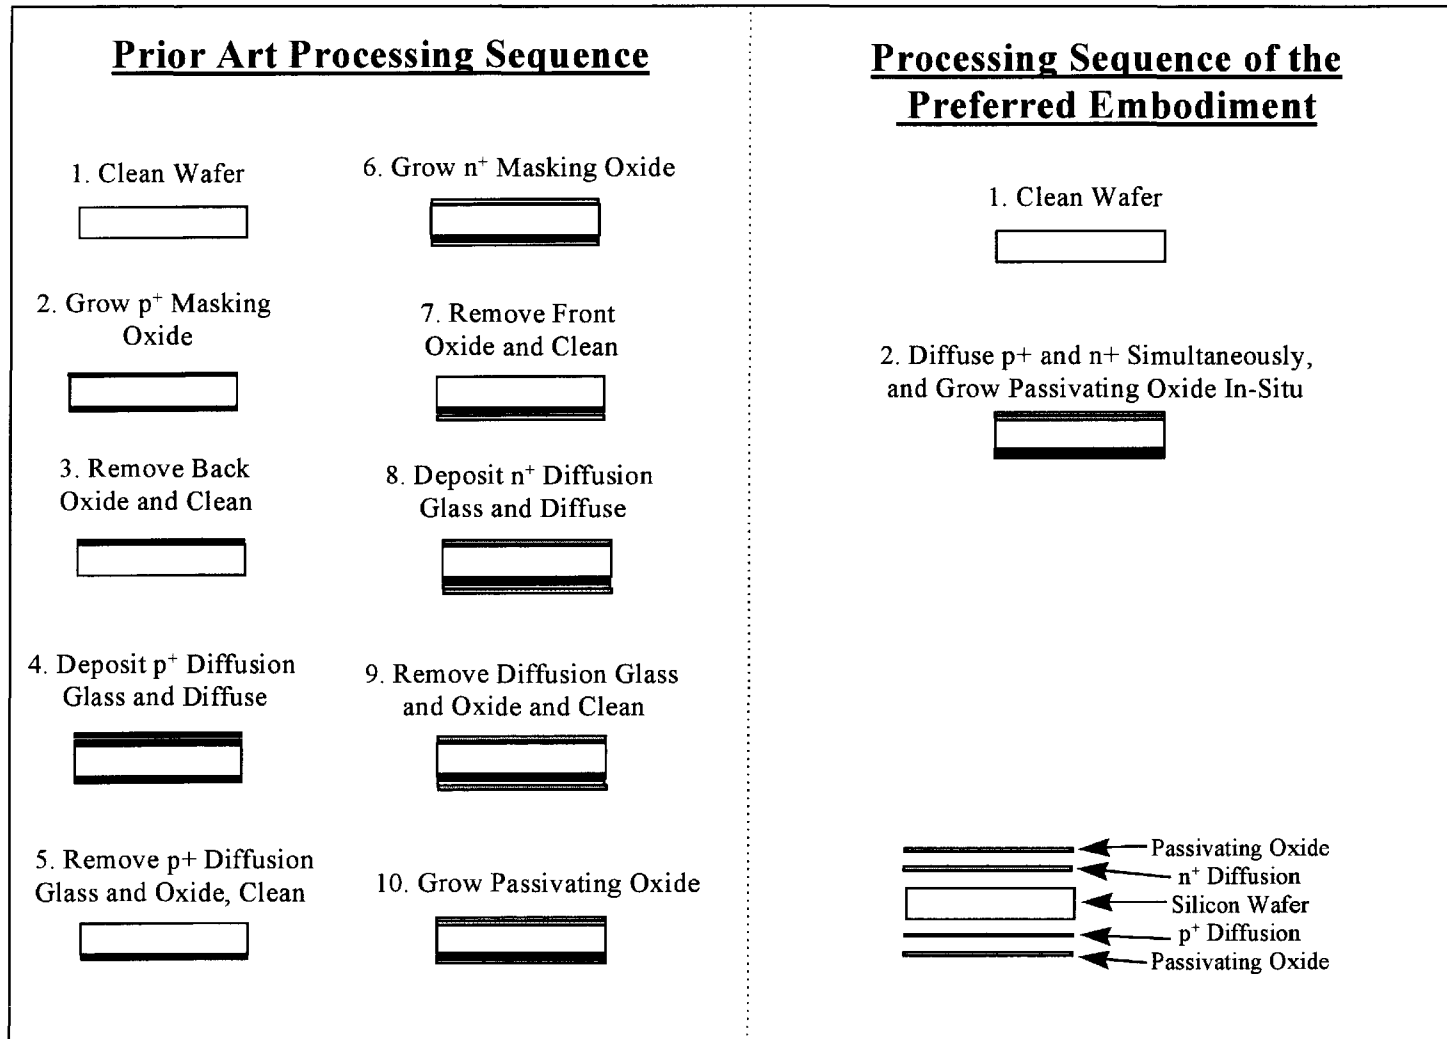 Prior Art Processing Sequence
1. Clean Wafer
2. Grow p⁺ Masking
Oxide
3. Remove Back
Oxide and Clean
4. Deposit p⁺ Diffusion
Glass and Diffuse
5. Remove p+ Diffusion
Glass and Oxide, Clean
6. Grow n⁺ Masking Oxide
7. Remove Front
Oxide and Clean
8. Deposit n⁺ Diffusion
Glass and Diffuse
9. Remove Diffusion Glass
and Oxide and Clean
10. Grow Passivating Oxide
Processing Sequence of the
Preferred Embodiment
1. Clean Wafer
2. Diffuse p+ and n+ Simultaneously,
and Grow Passivating Oxide In-Situ
Passivating Oxide
n⁺ Diffusion
Silicon Wafer
p⁺ Diffusion
Passivating Oxide